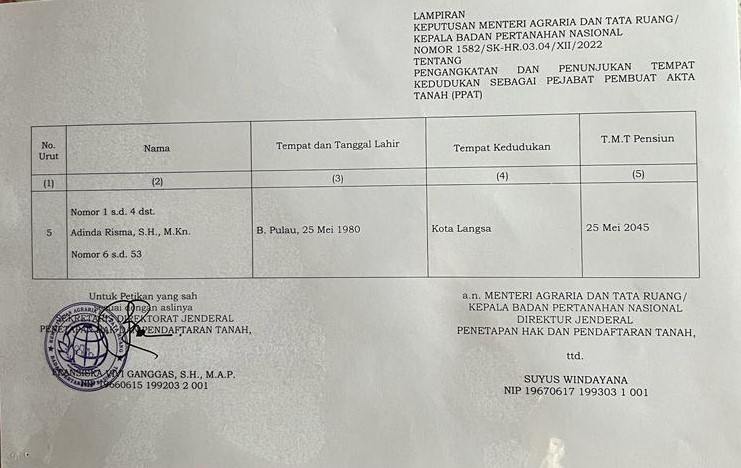 LAMPIRAN
KEPUTUSAN MENTERI AGRARIA DAN TATA RUANG/
KEPALA BADAN PERTANAHAN NASIONAL
NOMOR 1582/SK-HR.03.04/XII/2022
TENTANG
PENGANGKATAN DAN PENUNJUKAN TEMPAT
KEDUDUKAN SEBAGAI PEJABAT PEMBUAT AKTA
TANAH (PPAT)
No. Urut Nama Tempat dan Tanggal Lahir Tempat Kedudukan T.M.T Pensiun
(1) (2) (3) (4) (5)
Nomor 1 s.d. 4 dst.
5 Adinda Risma, S.H., M.Kn. B. Pulau, 25 Mei 1980 Kota Langsa 25 Mei 2045
Nomor 6 s.d. 53
Untuk Petikan yang sah
sesuai dengan aslinya
SEKRETARIS DIREKTORAT JENDERAL
PENETAPAN HAK DAN PENDAFTARAN TANAH,
VIVI GANGGAS, S.H., M.A.P.
NIP 19660615 199203 2 001
a.n. MENTERI AGRARIA DAN TATA RUANG/
KEPALA BADAN PERTANAHAN NASIONAL
DIREKTUR JENDERAL
PENETAPAN HAK DAN PENDAFTARAN TANAH,
ttd.
SUYUS WINDAYANA
NIP 19670617 199303 1 001